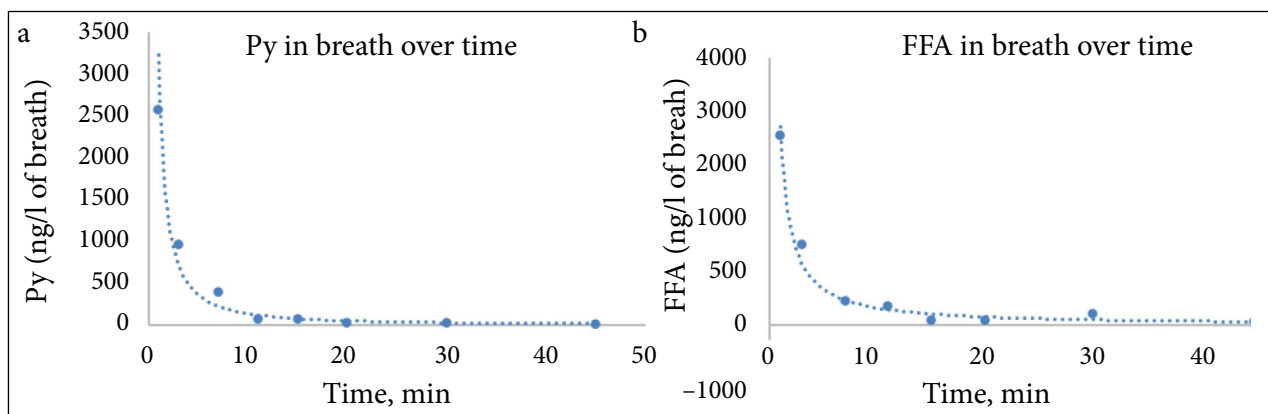 a
Py in breath over time
Py (ng/l of breath)
3500
3000
2500
2000
1500
1000
500
0
0 10 20 30 40 50
Time, min
b
FFA in breath over time
FFA (ng/l of breah)
4000
3000
2000
1000
500
0
–1000
0 10 20 30 40
Time, min